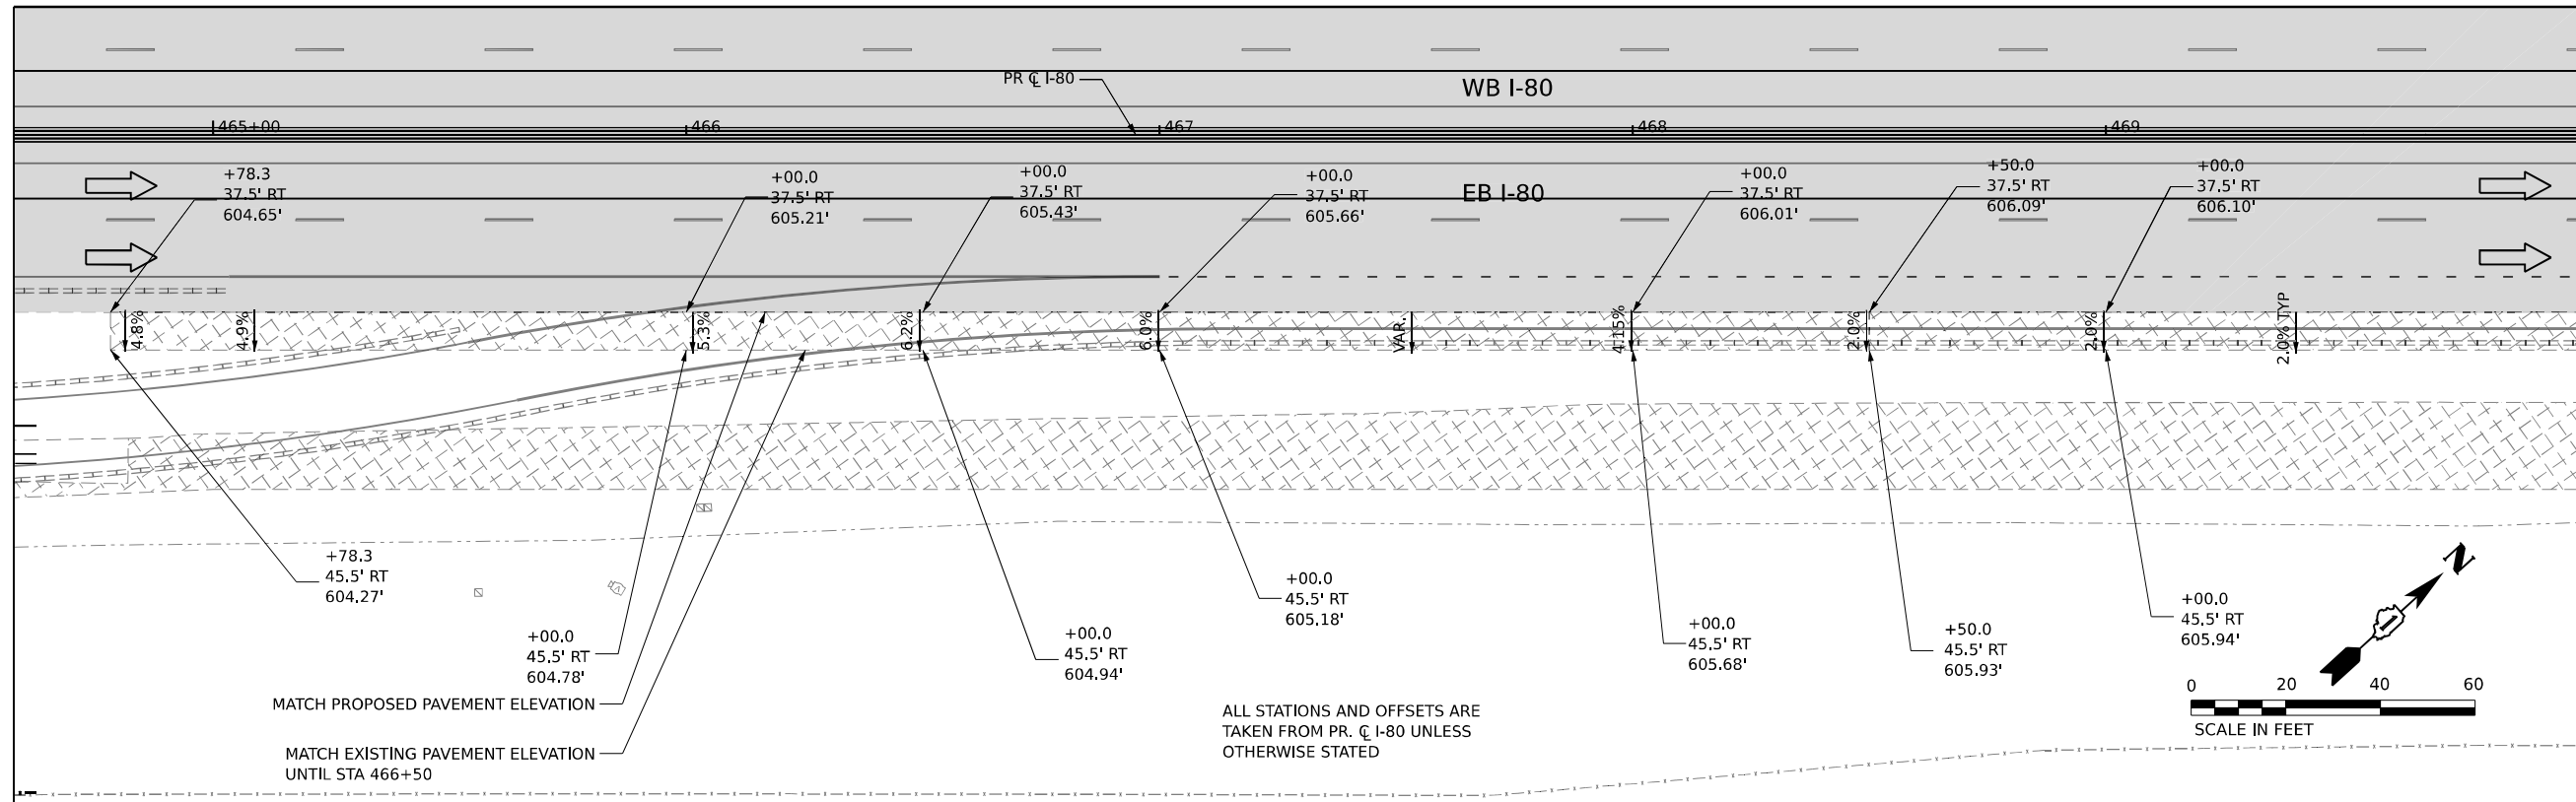 PR ℄ I-80
WB I-80
465+00
466
467
468
469
+78.3
37.5' RT
604.65'
+00.0
37.5' RT
605.21'
+00.0
37.5' RT
605.43'
+00.0
37.5' RT
605.66'
EB I-80
+00.0
37.5' RT
606.01'
+50.0
37.5' RT
606.09'
+00.0
37.5' RT
606.10'
4.8%
4.9%
5.3%
6.2%
6.0%
VAR.
4.15%
2.0%
2.0%
2.0% TYP
+78.3
45.5' RT
604.27'
+00.0
45.5' RT
604.78'
+00.0
45.5' RT
604.94'
+00.0
45.5' RT
605.18'
+00.0
45.5' RT
605.68'
+50.0
45.5' RT
605.93'
+00.0
45.5' RT
605.94'
MATCH PROPOSED PAVEMENT ELEVATION
MATCH EXISTING PAVEMENT ELEVATION
UNTIL STA 466+50
ALL STATIONS AND OFFSETS ARE
TAKEN FROM PR. ℄ I-80 UNLESS
OTHERWISE STATED
N
0 20 40 60
SCALE IN FEET